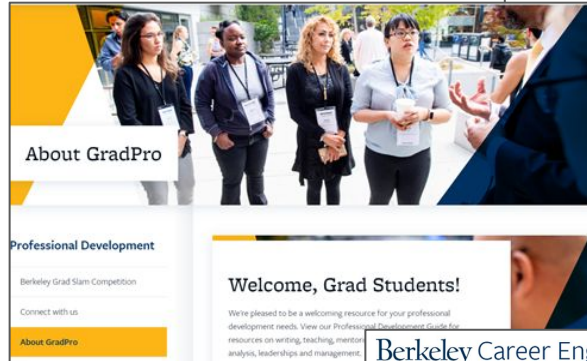 About GradPro
Professional Development
Berkeley Grad Slam Competition
Connect with us
About GradPro
Welcome, Grad Students!
We're pleased to be a welcoming resource for your professional
development needs. View our Professional Development Guide for
resources on writing, teaching, mentori
analysis, leaderships and management.
Berkeley Career En